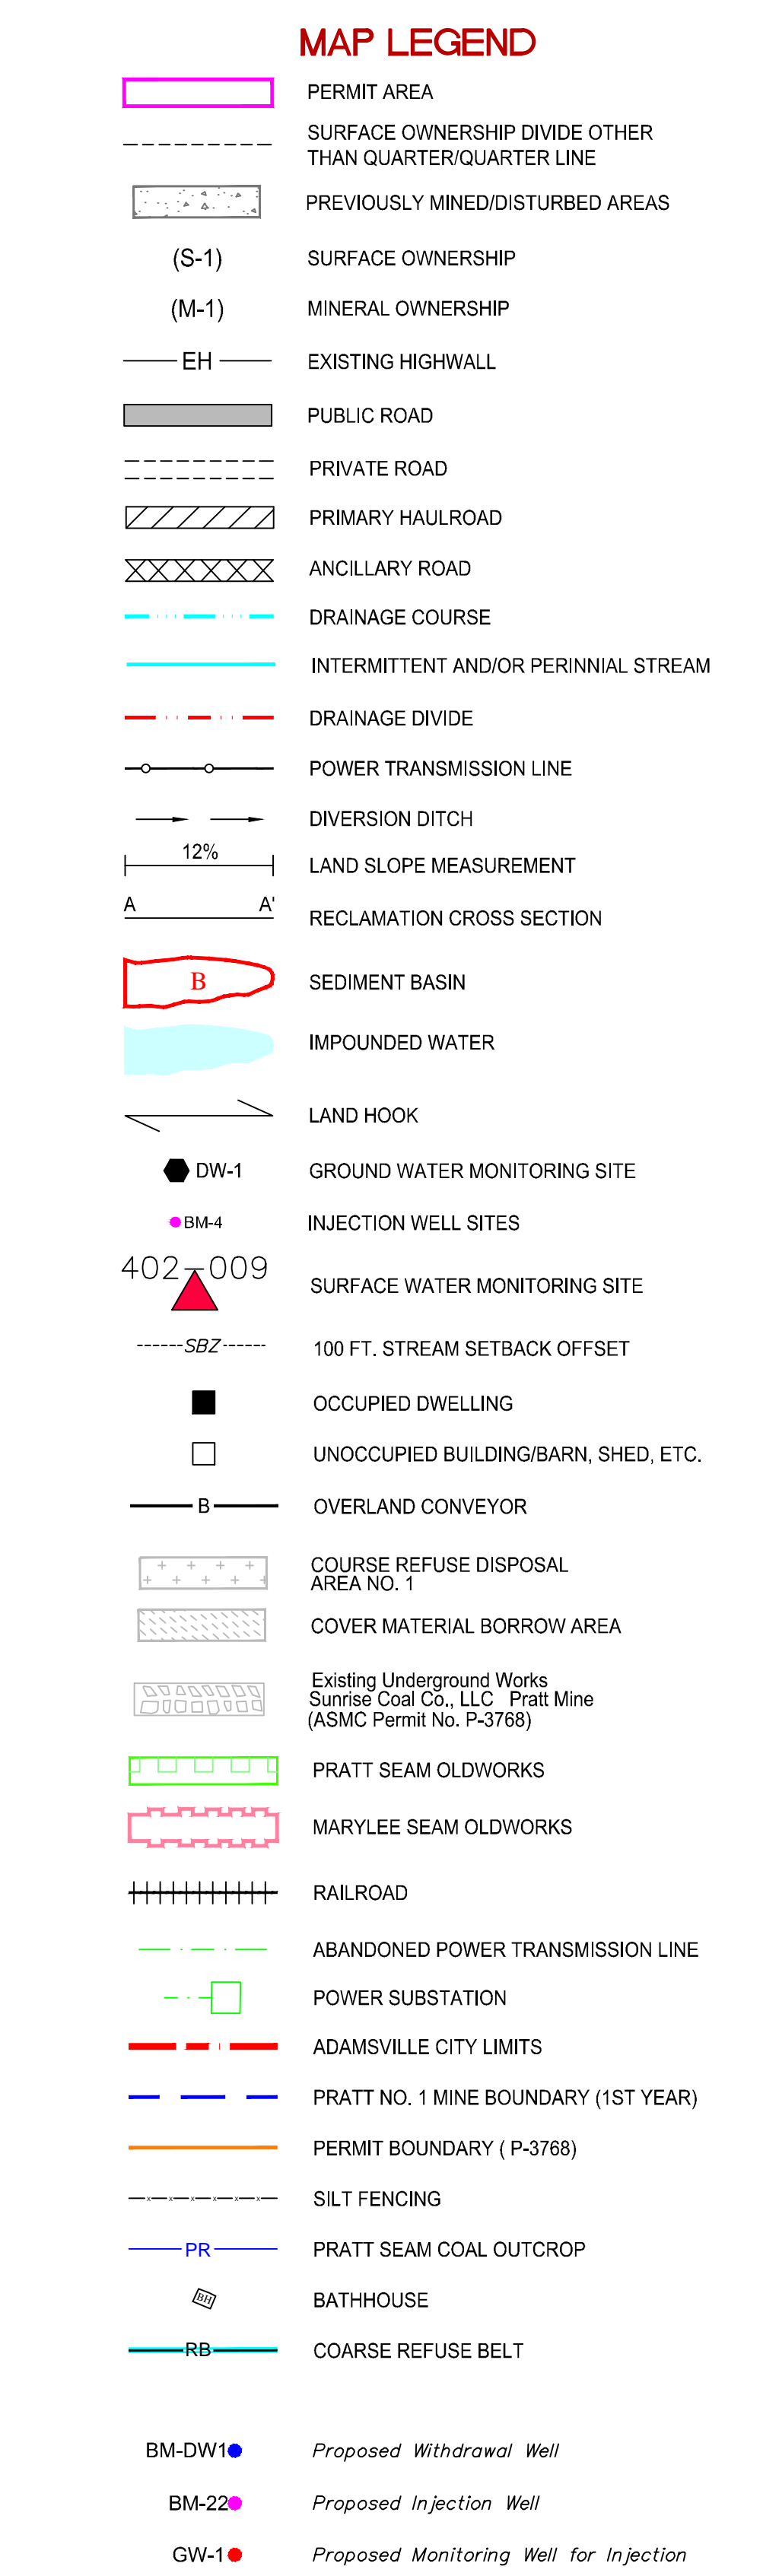 MAP LEGEND
PERMIT AREA
SURFACE OWNERSHIP DIVIDE OTHER
THAN QUARTER/QUARTER LINE
PREVIOUSLY MINED/DISTURBED AREAS
(S-1) SURFACE OWNERSHIP
(M-1) MINERAL OWNERSHIP
EH EXISTING HIGHWALL
PUBLIC ROAD
PRIVATE ROAD
PRIMARY HAULROAD
ANCILLARY ROAD
DRAINAGE COURSE
INTERMITTENT AND/OR PERINNIAL STREAM
DRAINAGE DIVIDE
POWER TRANSMISSION LINE
DIVERSION DITCH
12% LAND SLOPE MEASUREMENT
A A' RECLAMATION CROSS SECTION
B SEDIMENT BASIN
IMPOUNDED WATER
LAND HOOK
DW-1 GROUND WATER MONITORING SITE
BM-4 INJECTION WELL SITES
402-009 SURFACE WATER MONITORING SITE
SBZ 100 FT. STREAM SETBACK OFFSET
OCCUPIED DWELLING
UNOCCUPIED BUILDING/BARN, SHED, ETC.
B OVERLAND CONVEYOR
COURSE REFUSE DISPOSAL
AREA NO. 1
COVER MATERIAL BORROW AREA
Existing Underground Works
Sunrise Coal Co., LLC Pratt Mine
(ASMC Permit No. P-3768)
PRATT SEAM OLDWORKS
MARYLEE SEAM OLDWORKS
RAILROAD
ABANDONED POWER TRANSMISSION LINE
POWER SUBSTATION
ADAMSVILLE CITY LIMITS
PRATT NO. 1 MINE BOUNDARY (1ST YEAR)
PERMIT BOUNDARY ( P-3768)
SILT FENCING
PR PRATT SEAM COAL OUTCROP
BH BATHHOUSE
RB COARSE REFUSE BELT
BM-DW1 Proposed Withdrawal Well
BM-22 Proposed Injection Well
GW-1 Proposed Monitoring Well for Injection